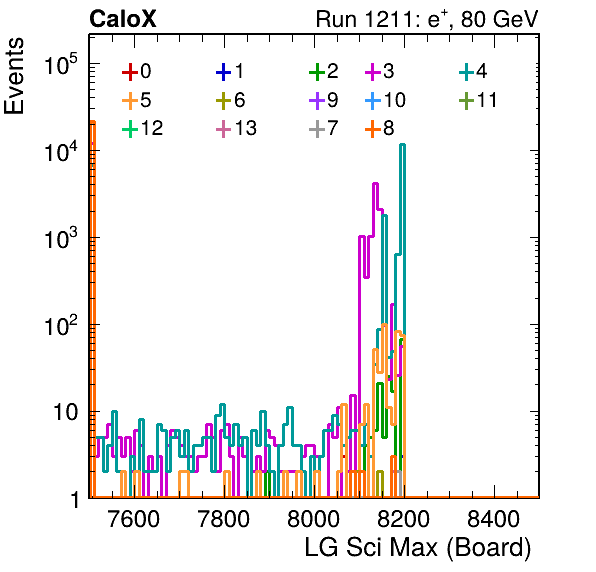 CaloX Run 1211: e⁺, 80 GeV
Events
10⁵
0 1 2 3 4
5 6 9 10 11
12 13 7 8
10⁴
10³
10²
10
1
7600 7800 8000 8200 8400
LG Sci Max (Board)